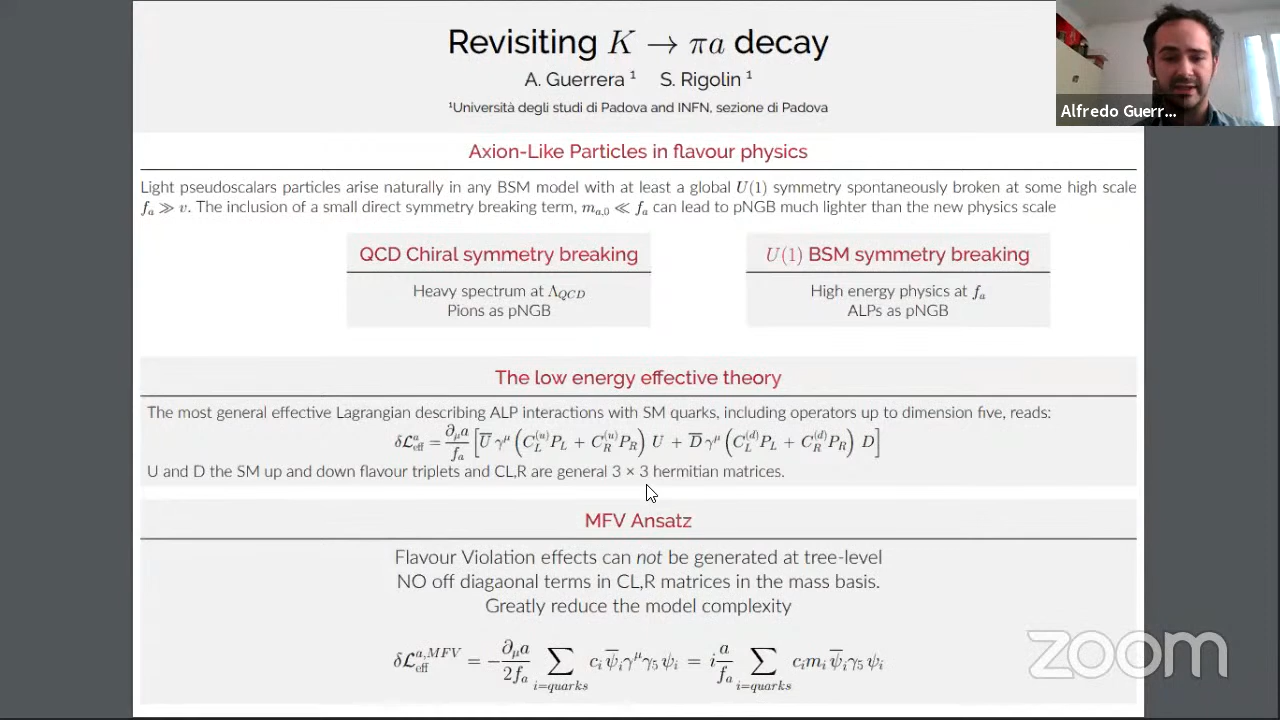 Revisiting K → πa decay
A. Guerrera ¹ S. Rigolin ¹
¹Università degli studi di Padova and INFN, sezione di Padova
Alfredo Guerr...
Axion-Like Particles in flavour physics
Light pseudoscalars particles arise naturally in any BSM model with at least a global U(1) symmetry spontaneously broken at some high scale
f_a ≫ v. The inclusion of a small direct symmetry breaking term, m_{a,0} ≪ f_a can lead to pNGB much lighter than the new physics scale
QCD Chiral symmetry breaking
Heavy spectrum at Λ_{QCD}
Pions as pNGB
U(1) BSM symmetry breaking
High energy physics at f_a
ALPs as pNGB
The low energy effective theory
The most general effective Lagrangian describing ALP interactions with SM quarks, including operators up to dimension five, reads:
δℒ^a_eff = ∂_μa/f_a [U̅ γ^μ (C_L^{(u)} P_L + C_R^{(u)} P_R) U + D̅ γ^μ (C_L^{(d)} P_L + C_R^{(d)} P_R) D]
U and D the SM up and down flavour triplets and CL,R are general 3 × 3 hermitian matrices.
MFV Ansatz
Flavour Violation effects can not be generated at tree-level
NO off diagaonal terms in CL,R matrices in the mass basis.
Greatly reduce the model complexity
δℒ^{a,MFV}_eff = − ∂_μa/2f_a ∑_{i=quarks} c_i ψ̅_i γ^μ γ_5 ψ_i = i a/f_a ∑_{i=quarks} c_i m_i ψ̅_i γ_5 ψ_i
zoom